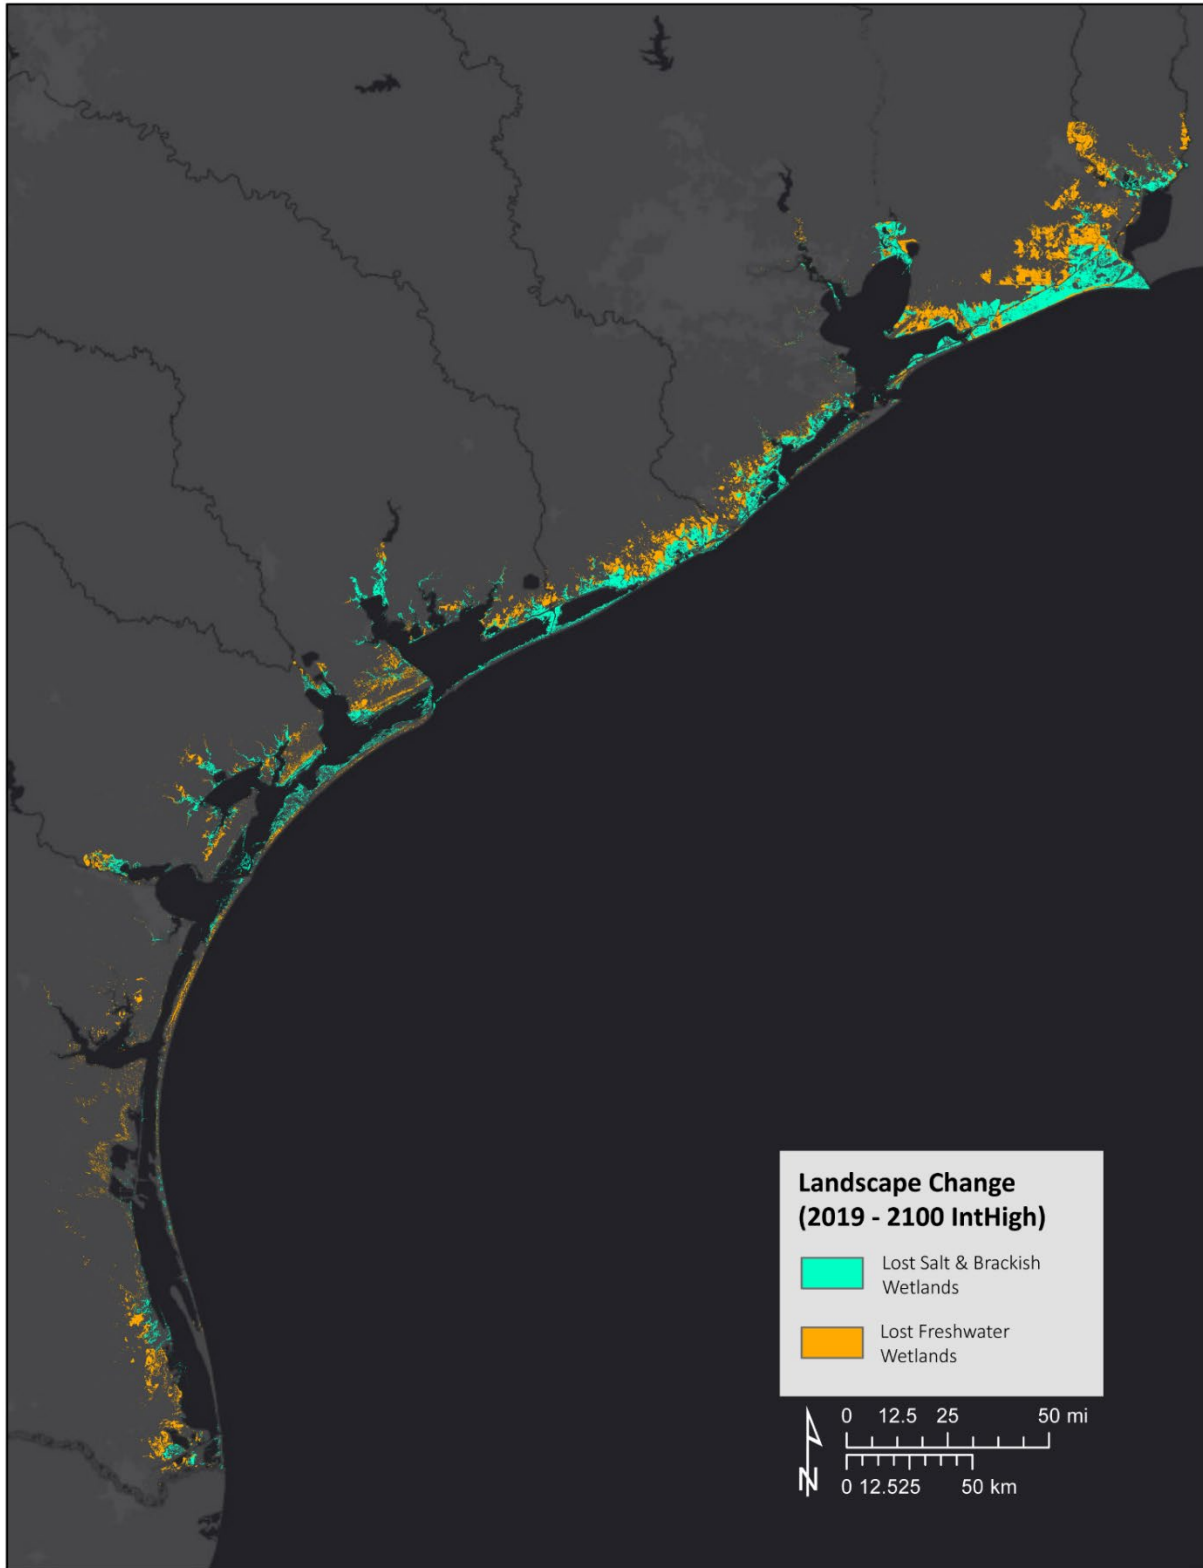 Landscape Change
(2019 - 2100 IntHigh)
Lost Salt & Brackish
Wetlands
Lost Freshwater
Wetlands
0 12.5 25 50 mi
N
0 12.525 50 km